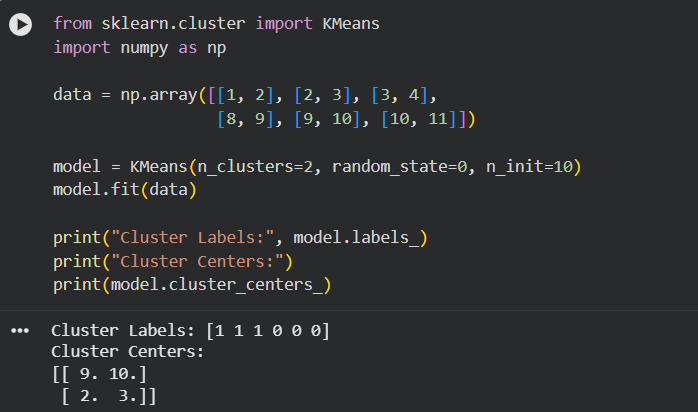 from sklearn.cluster import KMeans
import numpy as np

data = np.array([[1, 2], [2, 3], [3, 4],
                 [8, 9], [9, 10], [10, 11]])

model = KMeans(n_clusters=2, random_state=0, n_init=10)
model.fit(data)

print("Cluster Labels:", model.labels_)
print("Cluster Centers:")
print(model.cluster_centers_)
Cluster Labels: [1 1 1 0 0 0]
Cluster Centers:
[[ 9. 10.]
 [ 2.  3.]]